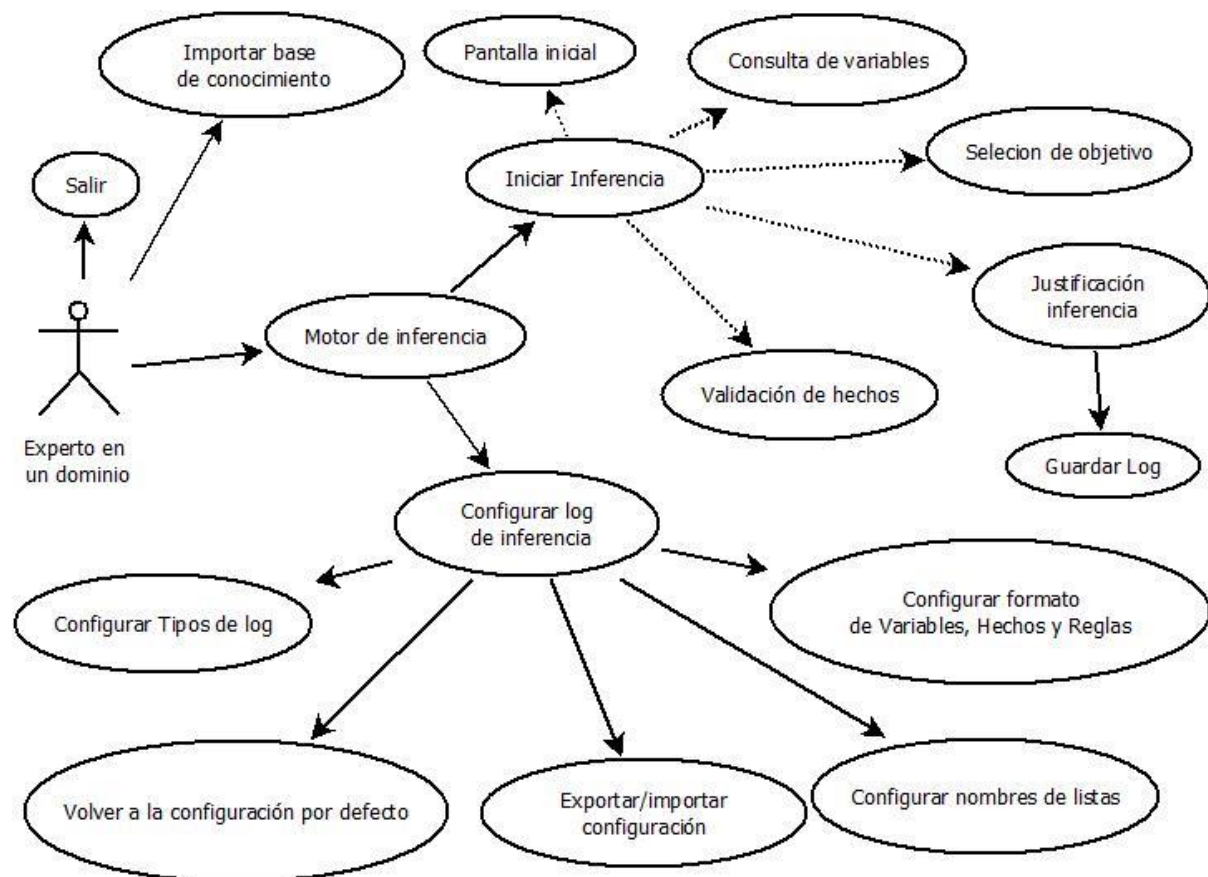 Importar base
de conocimiento
Pantalla inicial
Consulta de variables
Salir
Iniciar Inferencia
Selecion de objetivo
Justificación
inferencia
Motor de inferencia
Validación de hechos
Experto en
un dominio
Guardar Log
Configurar log
de inferencia
Configurar Tipos de log
Configurar formato
de Variables, Hechos y Reglas
Volver a la configuración por defecto
Exportar/importar
configuración
Configurar nombres de listas